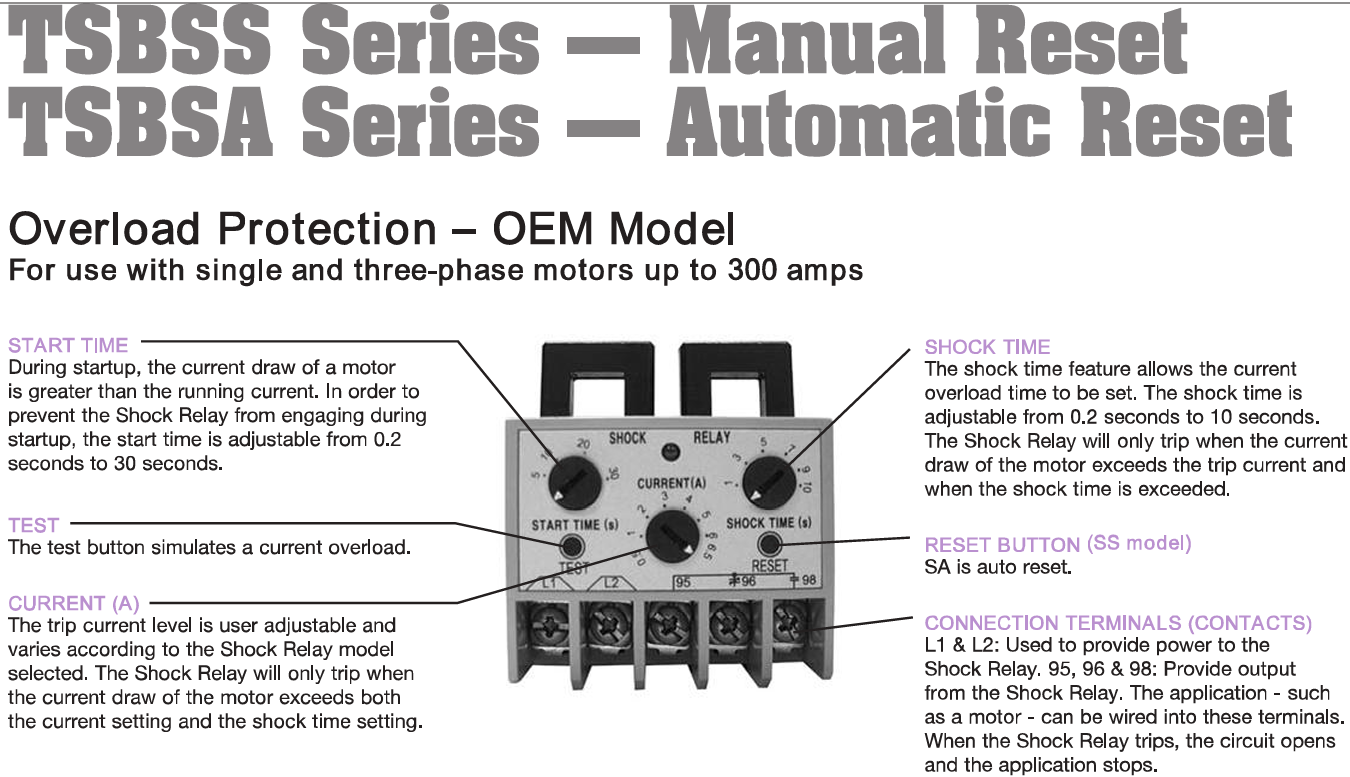 TSBSS Series — Manual Reset
TSBSA Series — Automatic Reset
Overload Protection – OEM Model
For use with single and three-phase motors up to 300 amps
START TIME
During startup, the current draw of a motor
is greater than the running current. In order to
prevent the Shock Relay from engaging during
startup, the start time is adjustable from 0.2
seconds to 30 seconds.
TEST
The test button simulates a current overload.
CURRENT (A)
The trip current level is user adjustable and
varies according to the Shock Relay model
selected. The Shock Relay will only trip when
the current draw of the motor exceeds both
the current setting and the shock time setting.
SHOCK RELAY
5 20 30
CURRENT(A)
1 3 5 7 9 10
START TIME (s)
1 2 3 4 5 6 6.5
SHOCK TIME (s)
TEST
RESET
L1 L2 95 96 98
SHOCK TIME
The shock time feature allows the current
overload time to be set. The shock time is
adjustable from 0.2 seconds to 10 seconds.
The Shock Relay will only trip when the current
draw of the motor exceeds the trip current and
when the shock time is exceeded.
RESET BUTTON (SS model)
SA is auto reset.
CONNECTION TERMINALS (CONTACTS)
L1 & L2: Used to provide power to the
Shock Relay. 95, 96 & 98: Provide output
from the Shock Relay. The application - such
as a motor - can be wired into these terminals.
When the Shock Relay trips, the circuit opens
and the application stops.